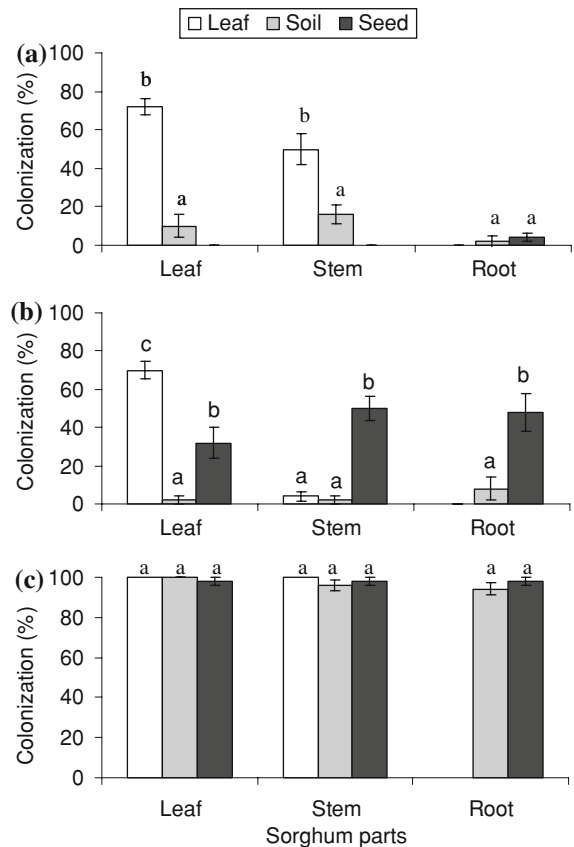 Leaf Soil Seed
(a)
Colonization (%)
100
80
60
40
20
0
b
a
b
a
a a
Leaf Stem Root
(b)
Colonization (%)
100
80
60
40
20
0
c
a
b
a
a
b
a
b
Leaf Stem Root
(c)
Colonization (%)
100
80
60
40
20
0
a a a a a a a a
Leaf Stem Root
Sorghum parts